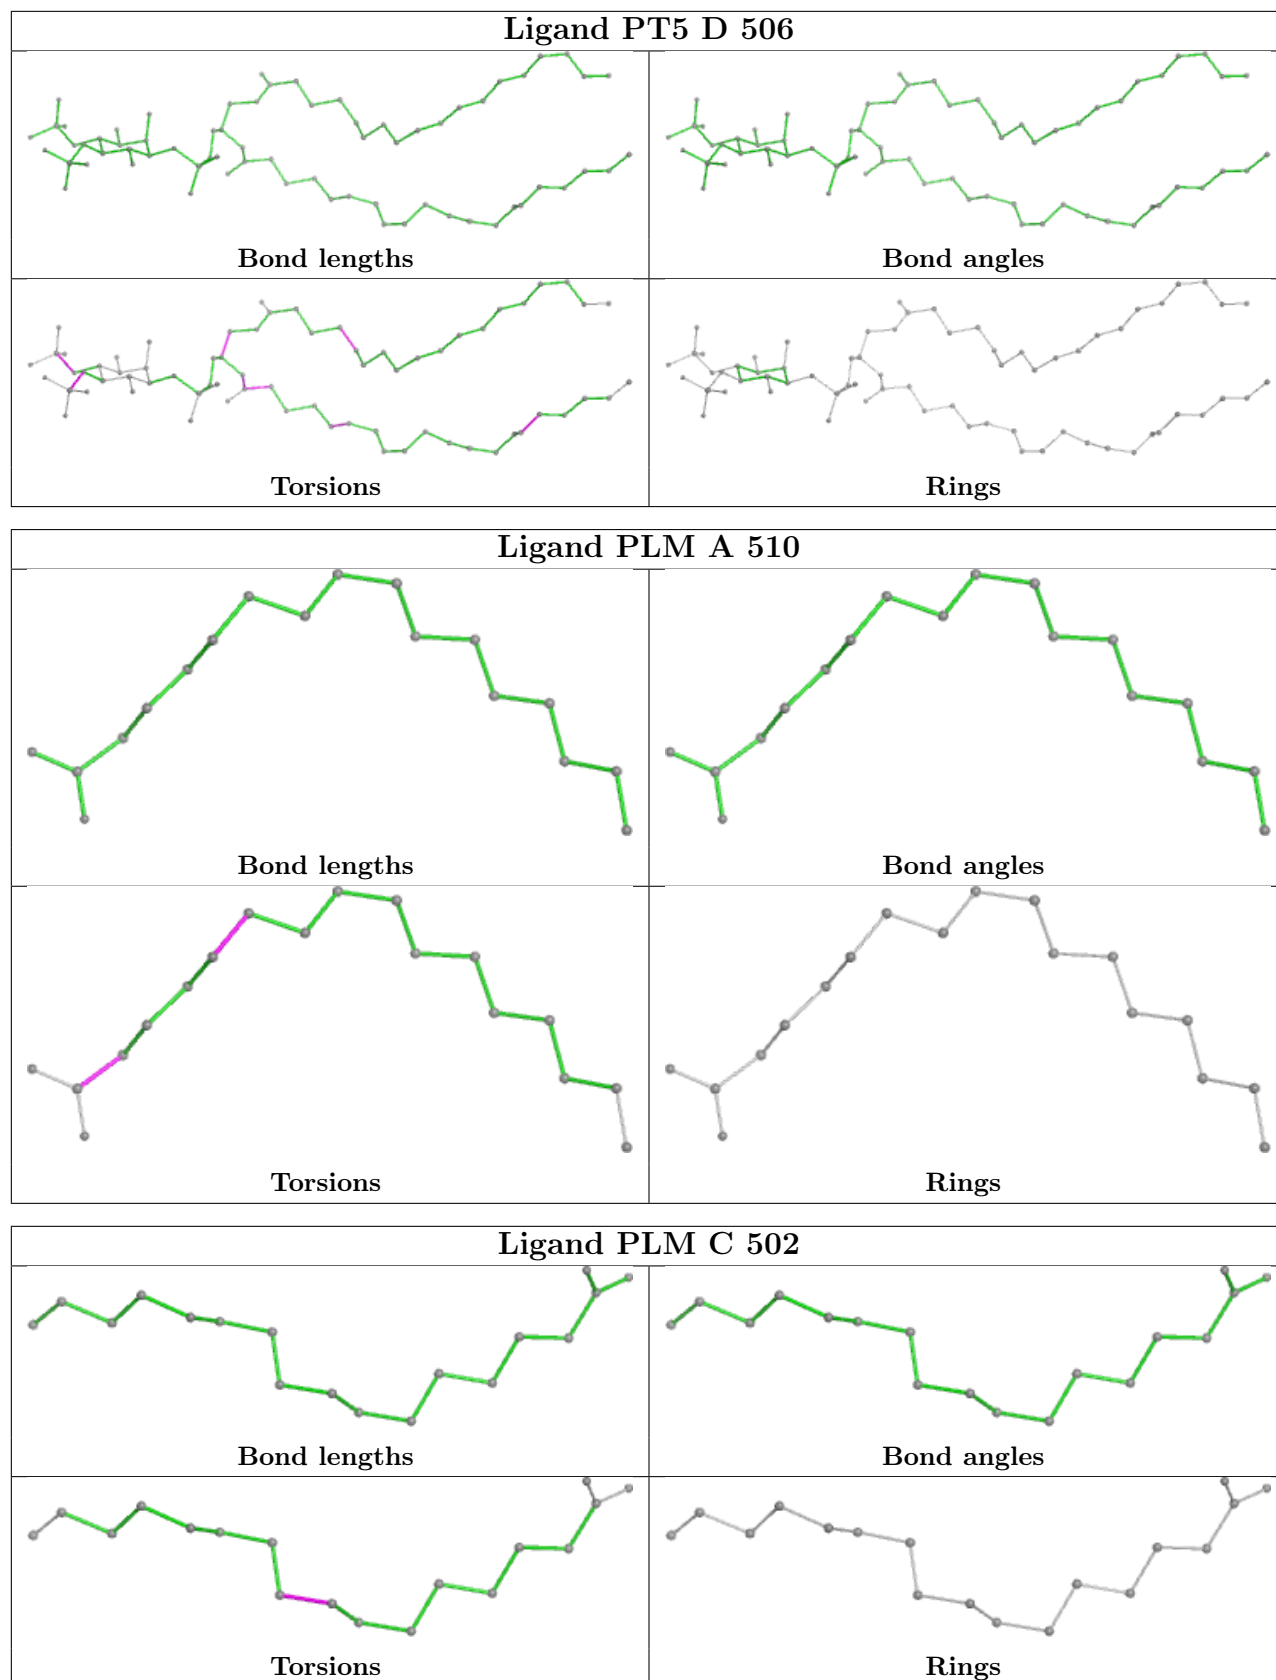 Ligand PT5 D 506
Bond lengths
Bond angles
Torsions
Rings
Ligand PLM A 510
Bond lengths
Bond angles
Torsions
Rings
Ligand PLM C 502
Bond lengths
Bond angles
Torsions
Rings